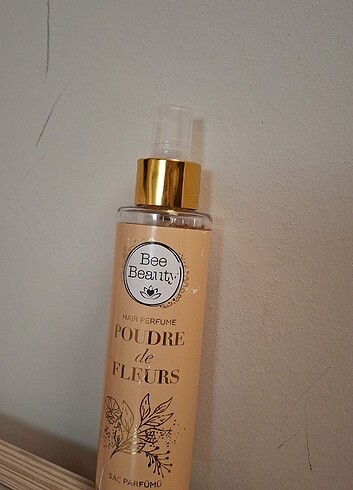 Bee
Beauty
HAIR PERFUME
POUDRE
de
FLEURS
SAÇ PARFÜMÜ